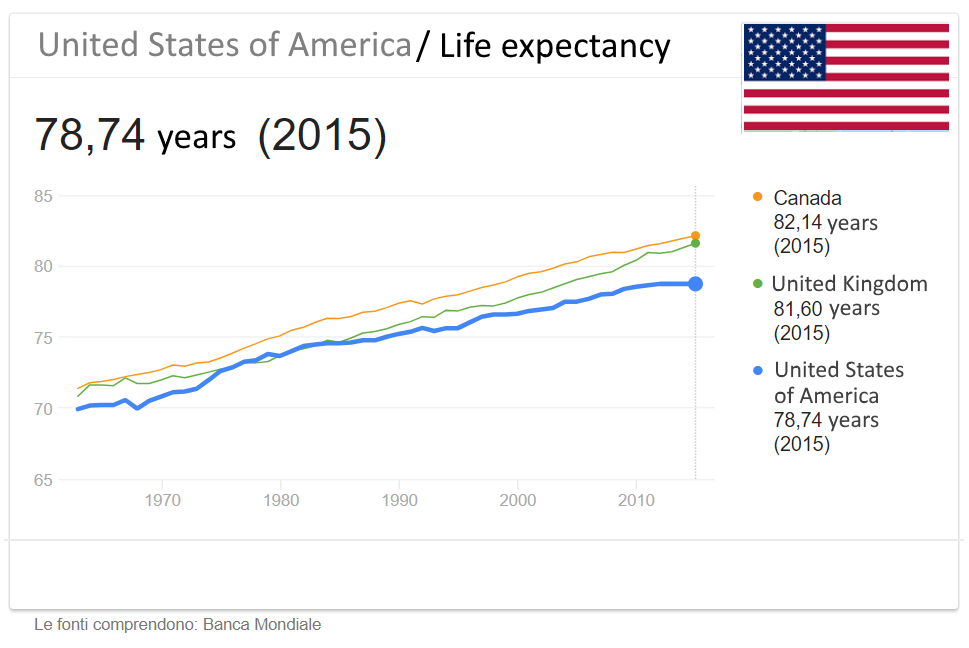 United States of America/ Life expectancy
78,74 years (2015)
85
80
75
70
65
1970 1980 1990 2000 2010
Canada
82,14 years
(2015)
United Kingdom
81,60 years
(2015)
United States
of America
78,74 years
(2015)
Le fonti comprendono: Banca Mondiale